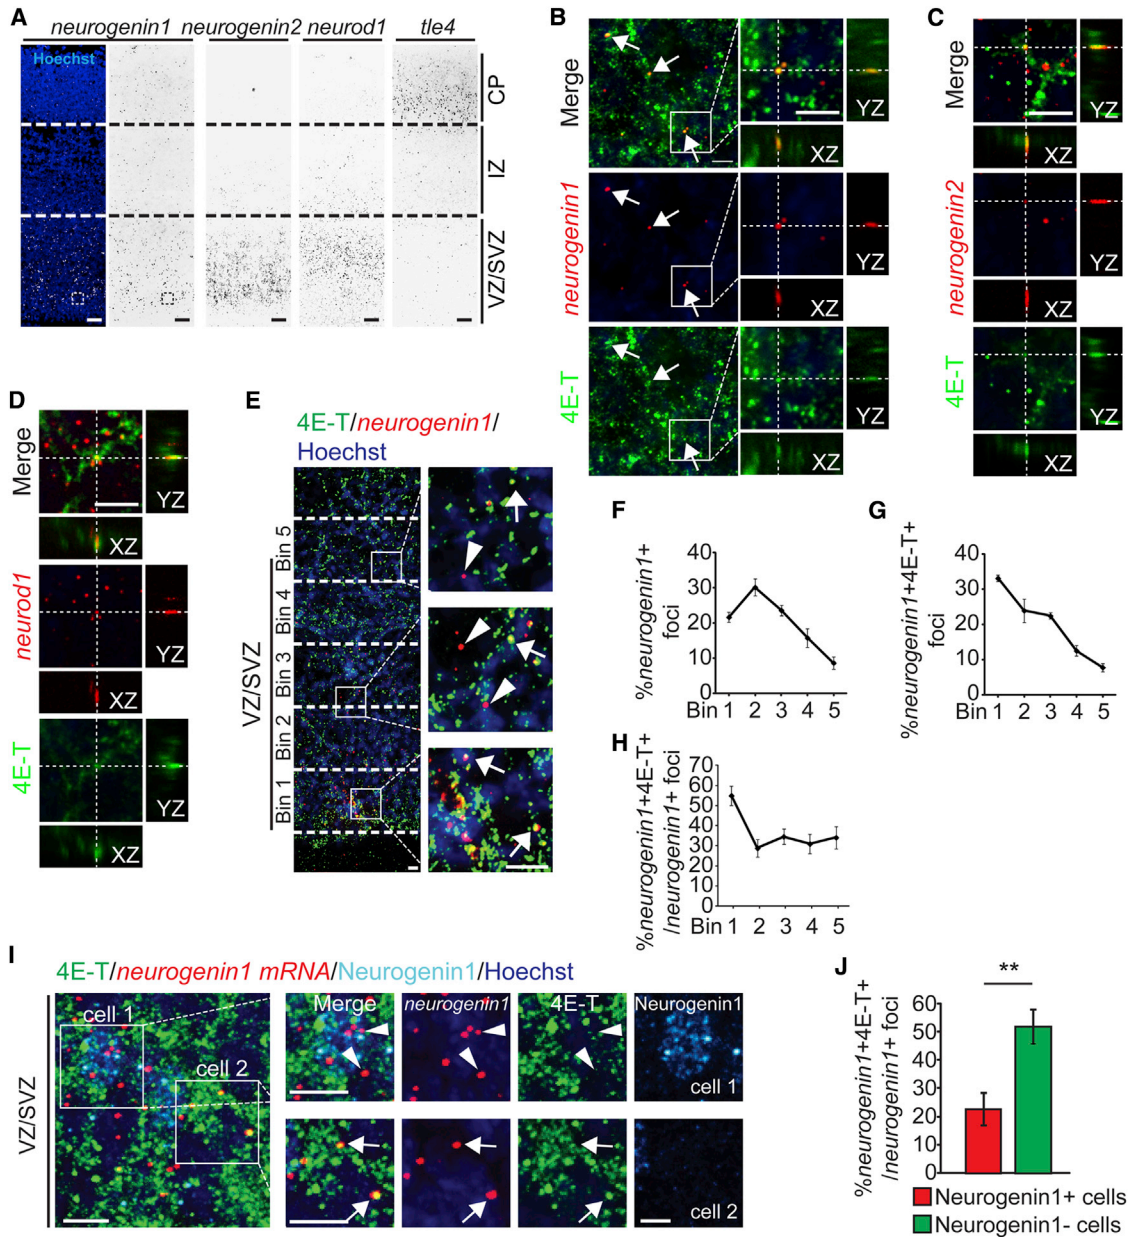 A
neurogenin1 neurogenin2 neurod1 tle4
Hoechst
CP
IZ
VZ/SVZ
B
Merge
YZ
XZ
neurogenin1
YZ
XZ
4E-T
YZ
XZ
C
Merge
YZ
XZ
neurogenin2
YZ
XZ
4E-T
YZ
XZ
D
Merge
YZ
XZ
neurod1
YZ
XZ
4E-T
YZ
XZ
E
4E-T/neurogenin1/
Hoechst
VZ/SVZ
Bin 5
Bin 4
Bin 3
Bin 2
Bin 1
F
%neurogenin1+
foci
40
30
20
10
0
Bin 1 2 3 4 5
G
%neurogenin1+4E-T+
foci
40
30
20
10
0
Bin 1 2 3 4 5
H
%neurogenin1+4E-T+
/neurogenin1+ foci
70
60
50
40
30
20
10
0
Bin 1 2 3 4 5
I
4E-T/neurogenin1 mRNA/Neurogenin1/Hoechst
VZ/SVZ
cell 1
cell 2
Merge
neurogenin1
4E-T
Neurogenin1
cell 1
cell 2
J
**
%neurogenin1+4E-T+
/neurogenin1+ foci
60
50
40
30
20
10
0
Neurogenin1+ cells
Neurogenin1- cells